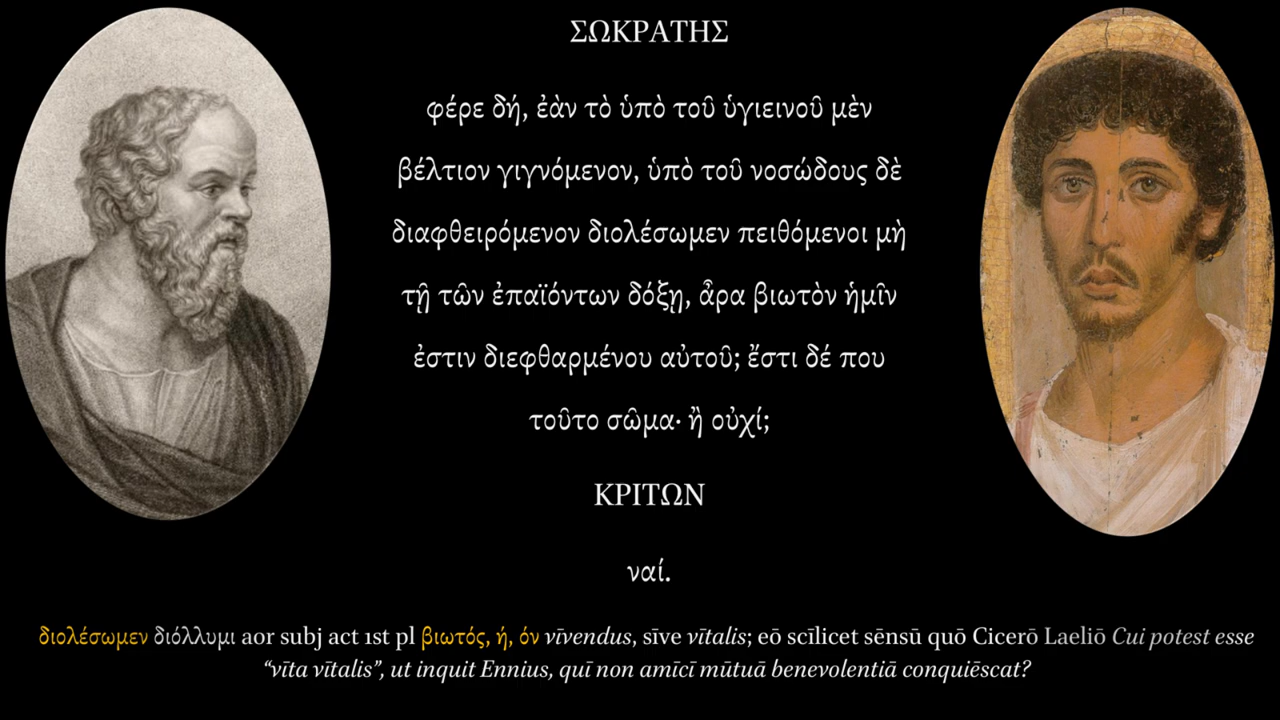 ΣΩΚΡΑΤΗΣ
φέρε δή, ἐὰν τὸ ὑπὸ τοῦ ὑγιεινοῦ μὲν
βέλτιον γιγνόμενον, ὑπὸ τοῦ νοσώδους δὲ
διαφθειρόμενον διολέσωμεν πειθόμενοι μὴ
τῇ τῶν ἐπαϊόντων δόξῃ, ἆρα βιωτὸν ἡμῖν
ἐστιν διεφθαρμένου αὐτοῦ; ἔστι δέ που
τοῦτο σῶμα· ἢ οὐχί;
ΚΡΙΤΩΝ
ναί.
διολέσωμεν διόλλυμι aor subj act 1st pl βιωτός, ή, όν vīvendus, sīve vītalis; eō scīlicet sēnsū quō Cicerō Laeliō Cui potest esse
“vīta vītalis”, ut inquit Ennius, quī non amīcī mūtuā benevolentiā conquiēscat?